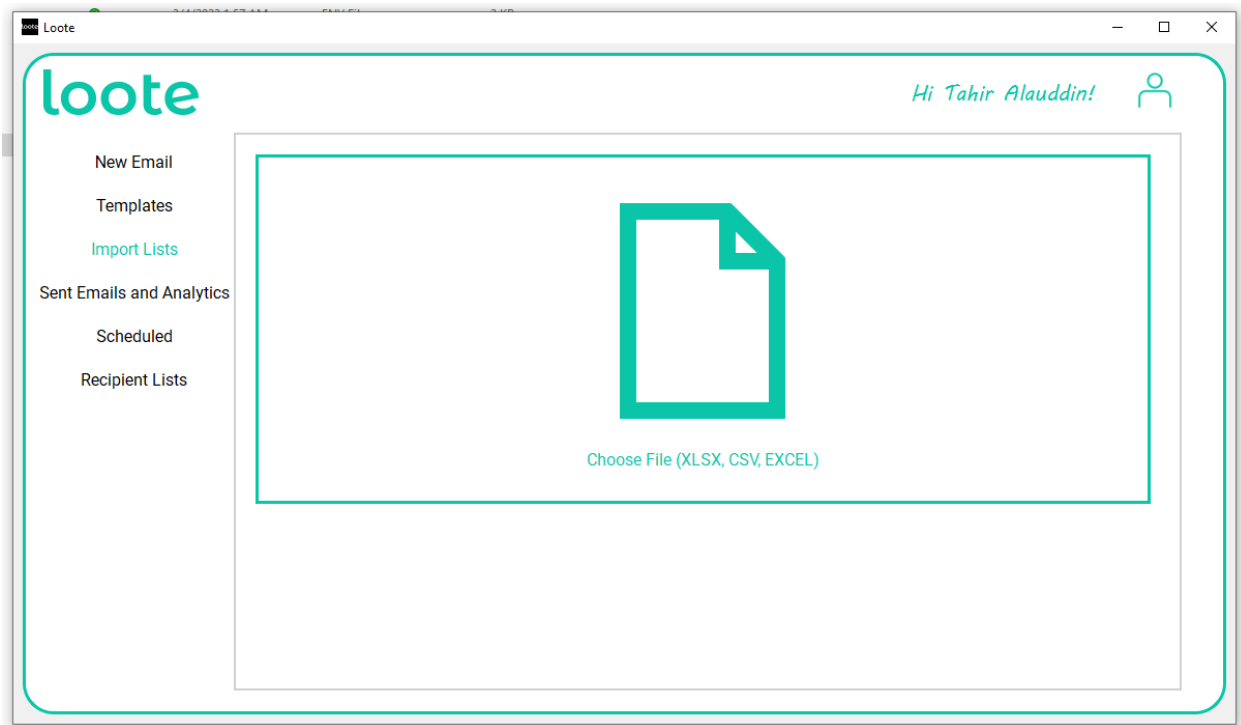 Loote
loote
Hi Tahir Alauddin!
New Email
Templates
Import Lists
Sent Emails and Analytics
Scheduled
Recipient Lists
Choose File (XLSX, CSV, EXCEL)